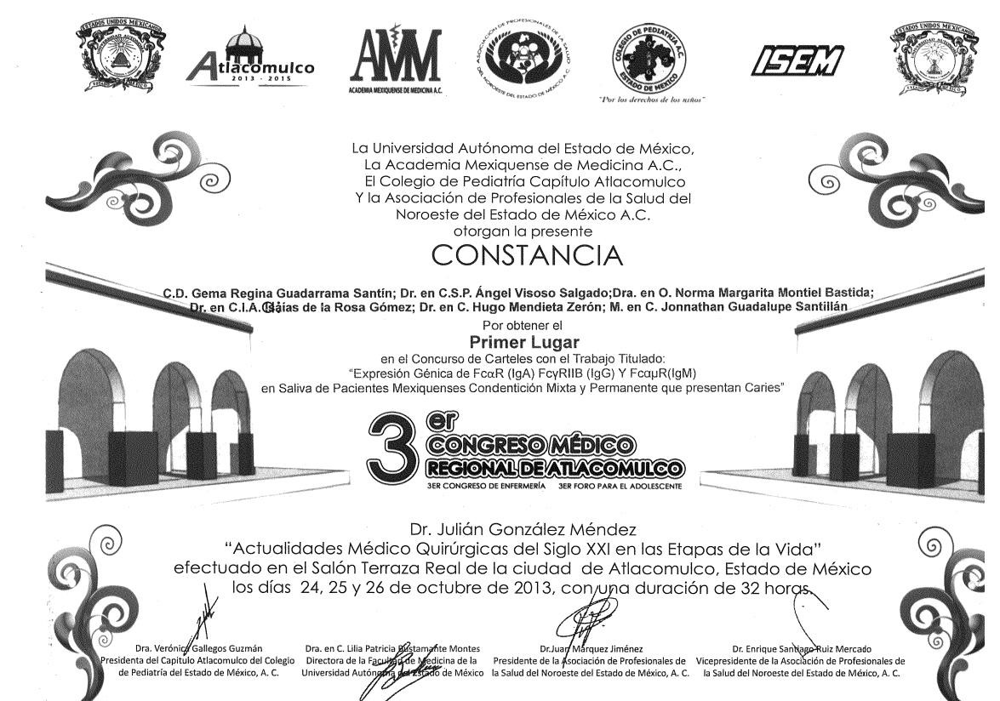 ESTADOS UNIDOS MEXICANOS
Atlacomulco
2013 - 2015
AMM
ACADEMIA MEXIQUENSE DE MEDICINA A.C.
ASOCIACIÓN DE PROFESIONALES DE LA SALUD
DEL NOROESTE DEL ESTADO DE MÉXICO A.C.
COLEGIO DE PEDIATRÍA A.C
ESTADO DE MEXICO
"Por los derechos de los niños"
ISEM
ESTADOS UNIDOS MEXICANOS
La Universidad Autónoma del Estado de México,
La Academia Mexiquense de Medicina A.C.,
El Colegio de Pediatría Capítulo Atlacomulco
Y la Asociación de Profesionales de la Salud del
Noroeste del Estado de México A.C.
otorgan la presente
CONSTANCIA
C.D. Gema Regina Guadarrama Santín; Dr. en C.S.P. Ángel Visoso Salgado;Dra. en O. Norma Margarita Montiel Bastida;
Dr. en C.I.A. Isaías de la Rosa Gómez; Dr. en C. Hugo Mendieta Zerón; M. en C. Jonnathan Guadalupe Santillán
Por obtener el
Primer Lugar
en el Concurso de Carteles con el Trabajo Titulado:
"Expresión Génica de FcαR (IgA) FcγRIIB (IgG) Y FcαμR(IgM)
en Saliva de Pacientes Mexiquenses Condentición Mixta y Permanente que presentan Caries"
3er
CONGRESO MÉDICO
REGIONAL DE ATLACOMULCO
3ER CONGRESO DE ENFERMERÍA 3ER FORO PARA EL ADOLESCENTE
Dr. Julián González Méndez
"Actualidades Médico Quirúrgicas del Siglo XXI en las Etapas de la Vida"
efectuado en el Salón Terraza Real de la ciudad de Atlacomulco, Estado de México
los días 24, 25 y 26 de octubre de 2013, con una duración de 32 horas.
Dra. Verónica Gallegos Guzmán
Presidenta del Capítulo Atlacomulco del Colegio
de Pediatría del Estado de México, A. C.
Dra. en C. Lilia Patricia Bustamante Montes
Directora de la Facultad de Medicina de la
Universidad Autónoma del Estado de México
Dr.Juan Márquez Jiménez
Presidente de la Asociación de Profesionales de
la Salud del Noroeste del Estado de México, A. C.
Dr. Enrique Santiago Ruiz Mercado
Vicepresidente de la Asociación de Profesionales de
la Salud del Noroeste del Estado de México, A. C.